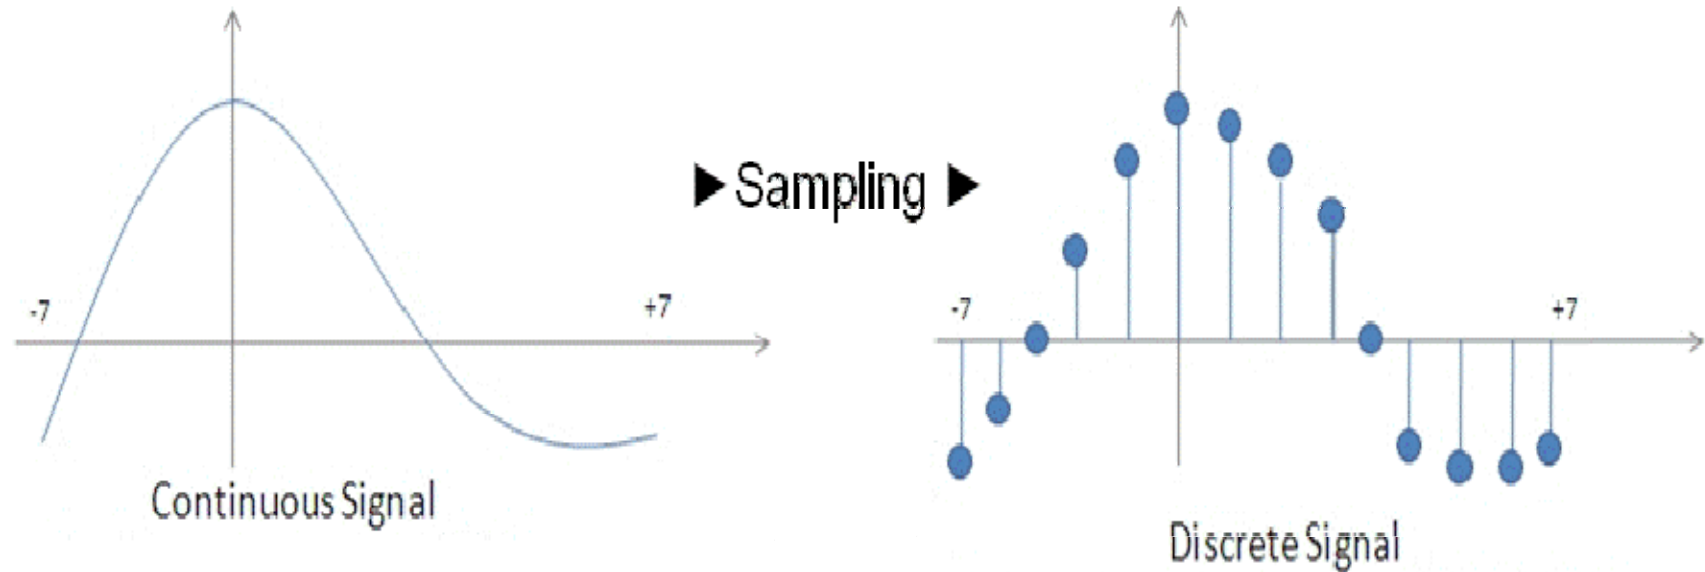 -7
+7
Continuous Signal
▶ Sampling ▶
-7
+7
Discrete Signal